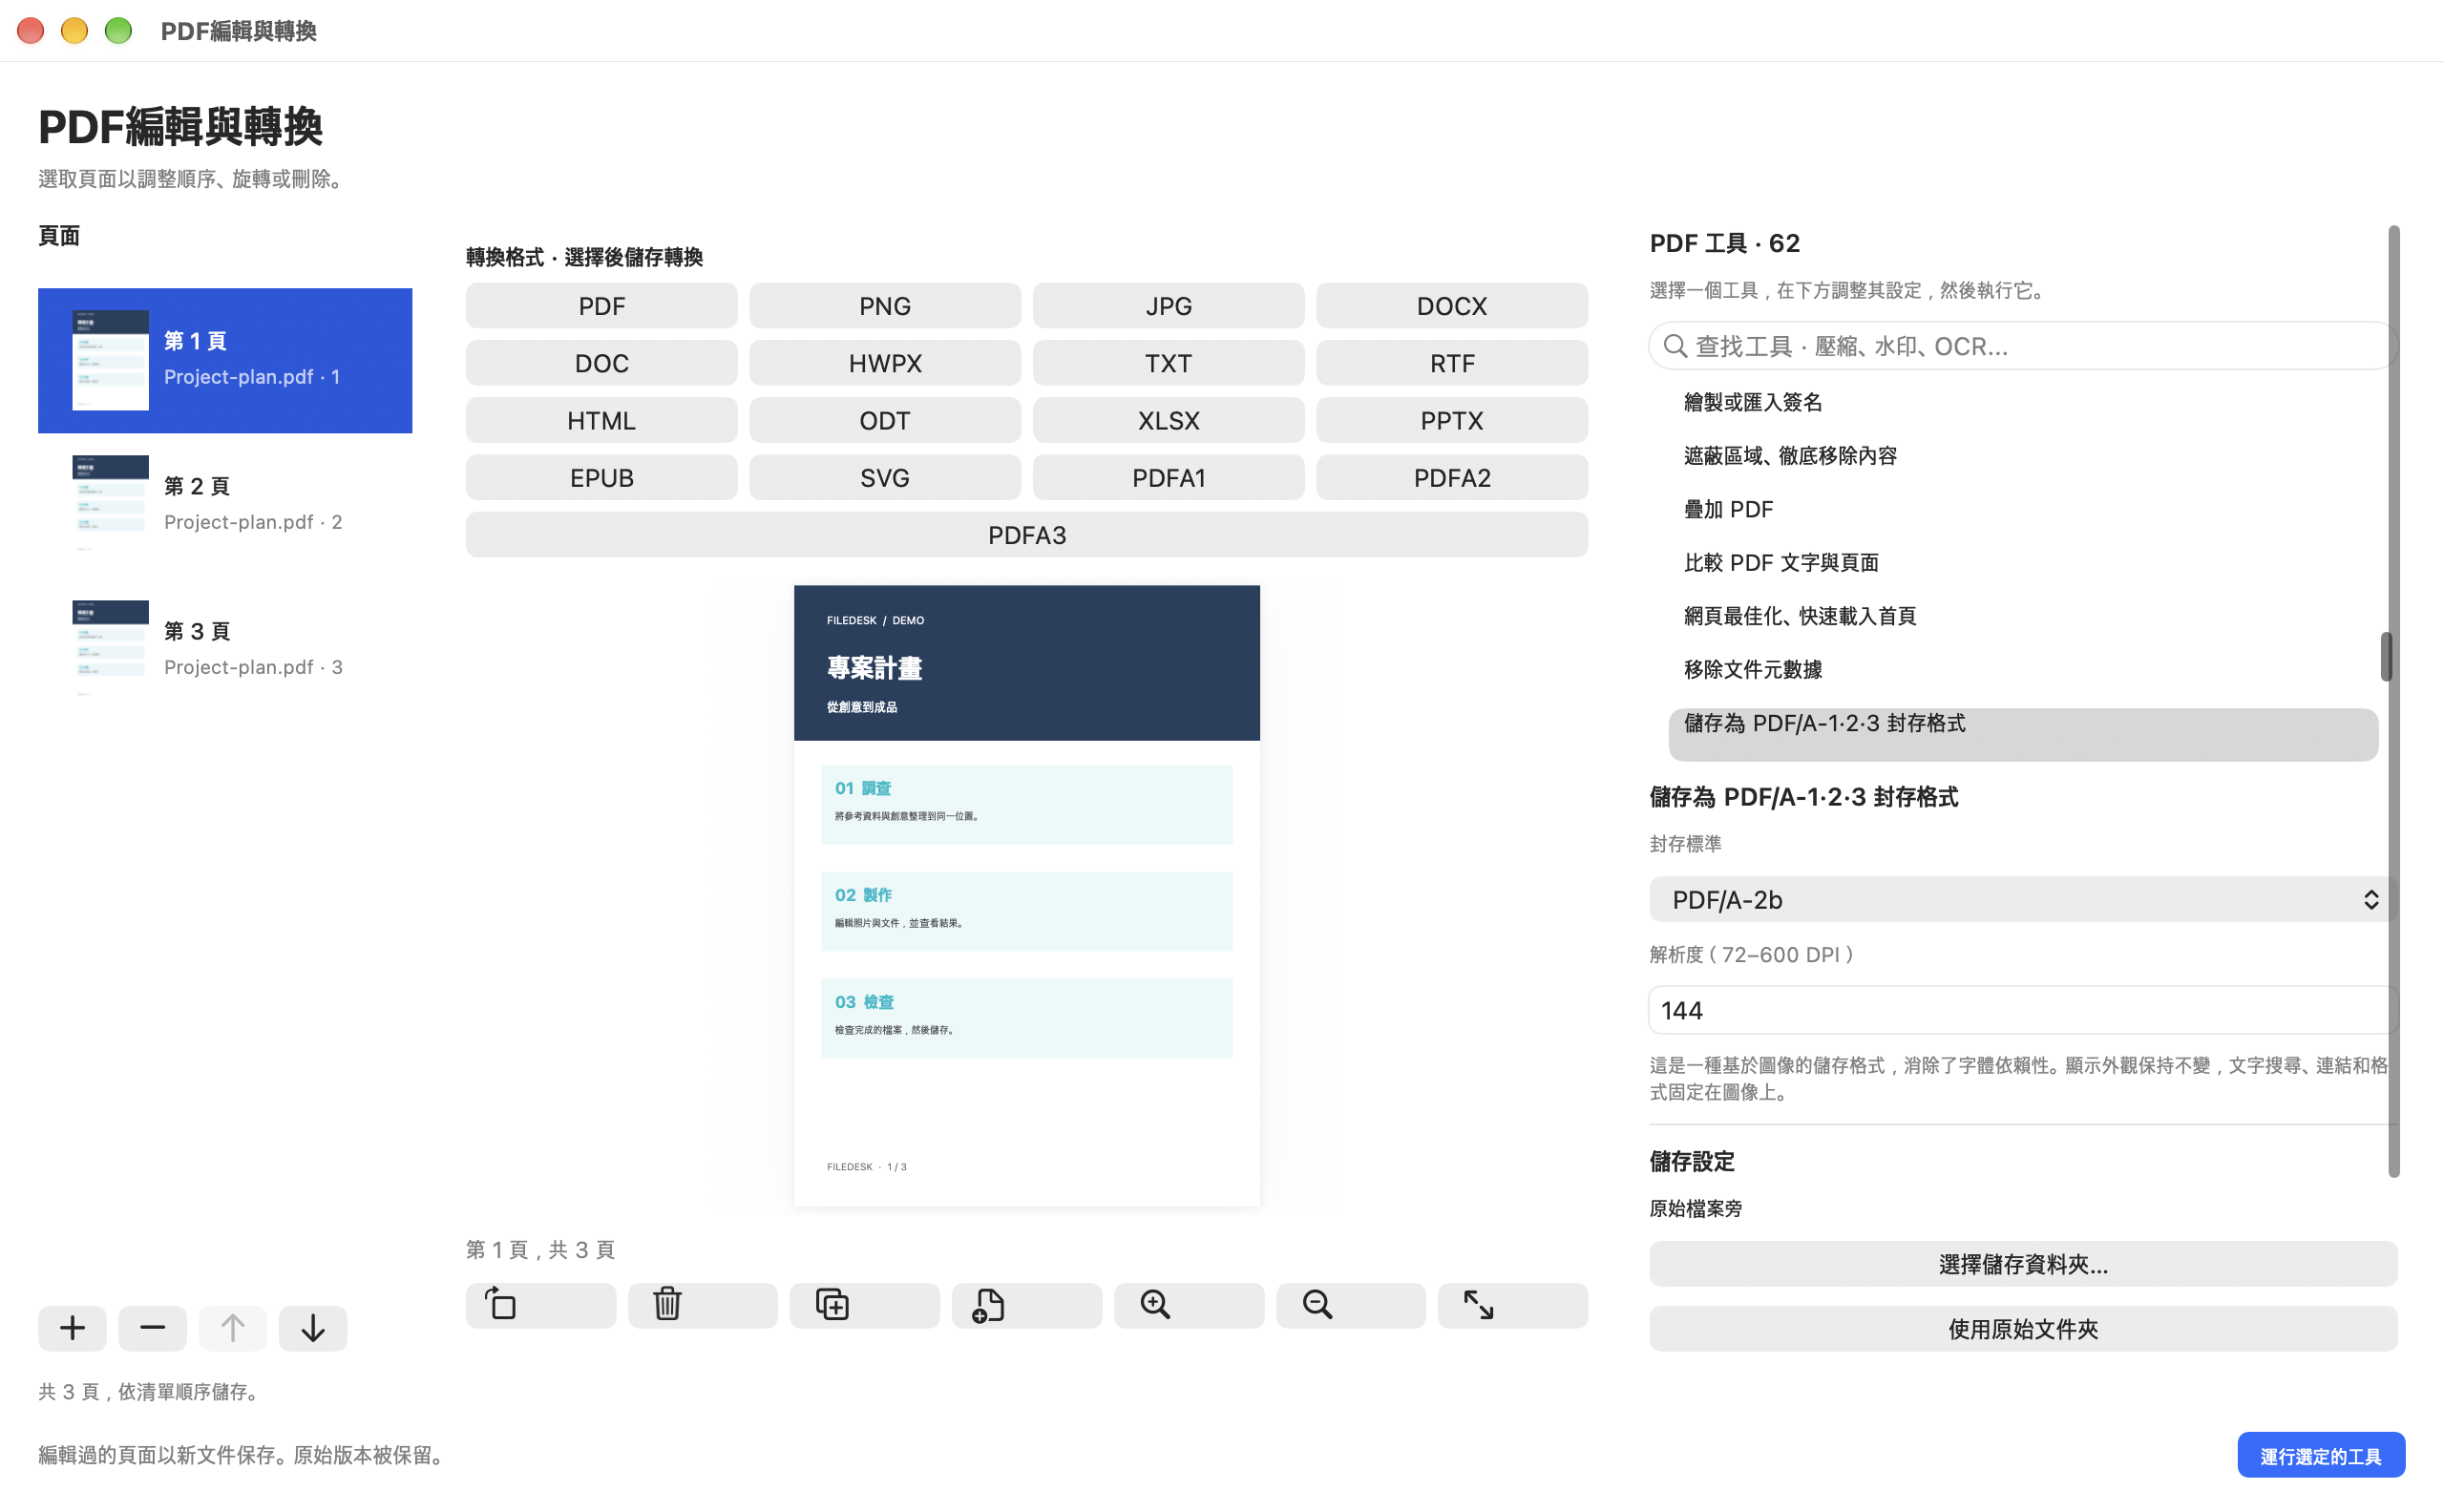 PDF編輯與轉換
PDF編輯與轉換
選取頁面以調整順序、旋轉或刪除。
頁面
第 1 頁
Project-plan.pdf · 1
第 2 頁
Project-plan.pdf · 2
第 3 頁
Project-plan.pdf · 3
共 3 頁，依清單順序儲存。
編輯過的頁面以新文件保存。原始版本被保留。
轉換格式 · 選擇後儲存轉換
PDF PNG JPG DOCX
DOC HWPX TXT RTF
HTML ODT XLSX PPTX
EPUB SVG PDFA1 PDFA2
PDFA3
FILEDESK / DEMO
專案計畫
從創意到成品
01 調查
將參考資料與創意整理到同一位置。
02 製作
編輯照片與文件，並查看結果。
03 檢查
檢查完成的檔案，然後儲存。
FILEDESK · 1 / 3
第 1 頁，共 3 頁
PDF 工具 · 62
選擇一個工具，在下方調整其設定，然後執行它。
查找工具 · 壓縮、水印、OCR...
繪製或匯入簽名
遮蔽區域、徹底移除內容
疊加 PDF
比較 PDF 文字與頁面
網頁最佳化、快速載入首頁
移除文件元數據
儲存為 PDF/A-1·2·3 封存格式
儲存為 PDF/A-1·2·3 封存格式
封存標準
PDF/A-2b
解析度（72–600 DPI）
144
這是一種基於圖像的儲存格式，消除了字體依賴性。顯示外觀保持不變，文字搜尋、連結和格
式固定在圖像上。
儲存設定
原始檔案旁
選擇儲存資料夾...
使用原始文件夾
運行選定的工具